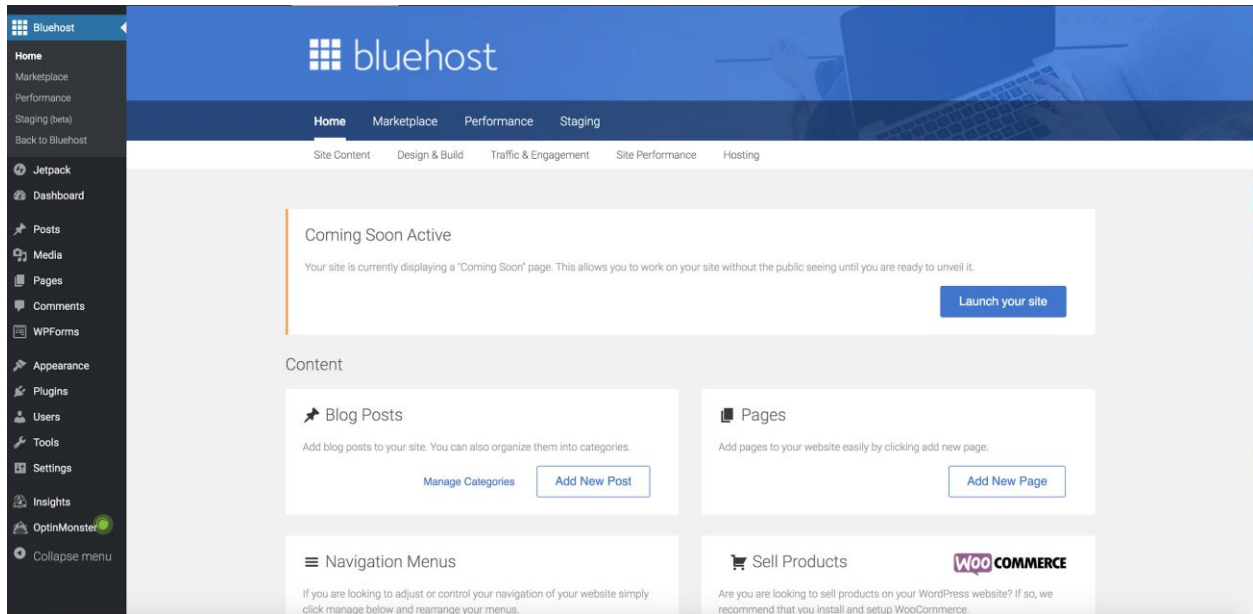 Bluehost
Home
Marketplace
Performance
Staging (beta)
Back to Bluehost
Jetpack
Dashboard
Posts
Media
Pages
Comments
WPForms
Appearance
Plugins
Users
Tools
Settings
Insights
OptinMonster
Collapse menu
bluehost
Home Marketplace Performance Staging
Site Content Design & Build Traffic & Engagement Site Performance Hosting
Coming Soon Active
Your site is currently displaying a "Coming Soon" page. This allows you to work on your site without the public seeing until you are ready to unveil it.
Launch your site
Content
Blog Posts
Add blog posts to your site. You can also organize them into categories.
Manage Categories Add New Post
Pages
Add pages to your website easily by clicking add new page.
Add New Page
Navigation Menus
If you are looking to adjust or control your navigation of your website simply
click manage below and rearrange your menus.
Sell Products
WOO COMMERCE
Are you looking to sell products on your WordPress website? If so, we
recommend that you install and setup WooCommerce.